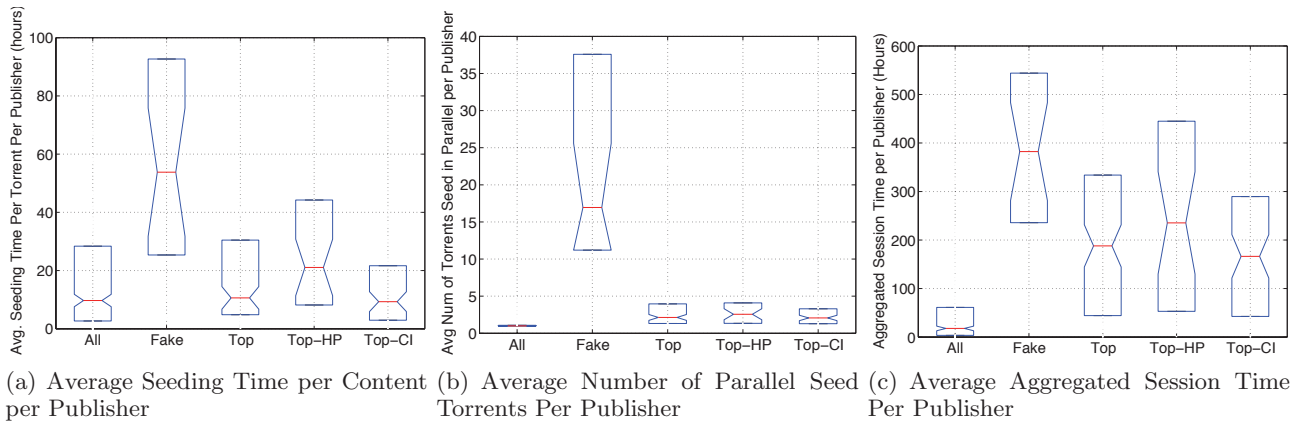 Avg. Seeding Time Per Torrent Per Publisher (hours)
100
80
60
40
20
0
All Fake Top Top-HP Top-CI
(a) Average Seeding Time per Content
per Publisher
Avg Num of Torrents Seed in Parallel per Publisher
40
35
30
25
20
15
10
5
0
All Fake Top Top-HP Top-CI
(b) Average Number of Parallel Seed
Torrents Per Publisher
Aggregated Session Time per Publisher (Hours)
600
500
400
300
200
100
0
All Fake Top Top-HP Top-CI
(c) Average Aggregated Session Time
Per Publisher